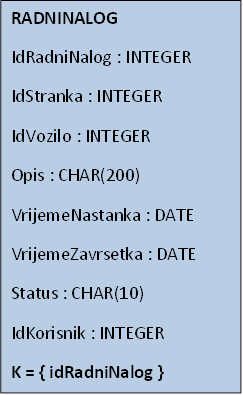 RADNINALOG
IdRadniNalog : INTEGER
IdStranka : INTEGER
IdVozilo : INTEGER
Opis : CHAR(200)
VrijemeNastanka : DATE
VrijemeZavrsetka : DATE
Status : CHAR(10)
IdKorisnik : INTEGER
K = { idRadniNalog }